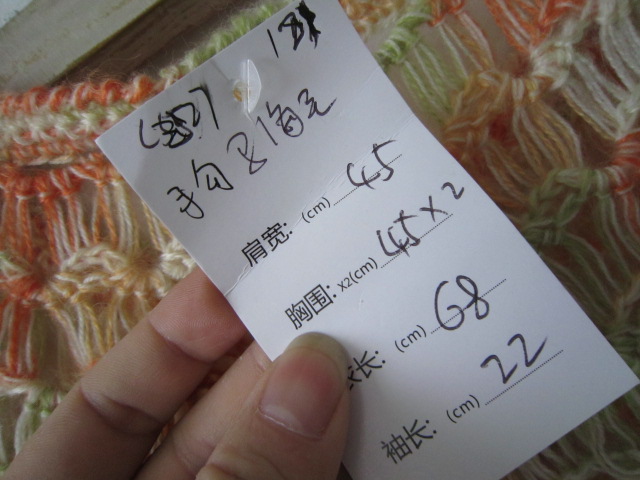 手勾
肩宽: (cm) 45
胸围: x2(cm) 45×2
衣长: (cm) 68
袖长: (cm) 22